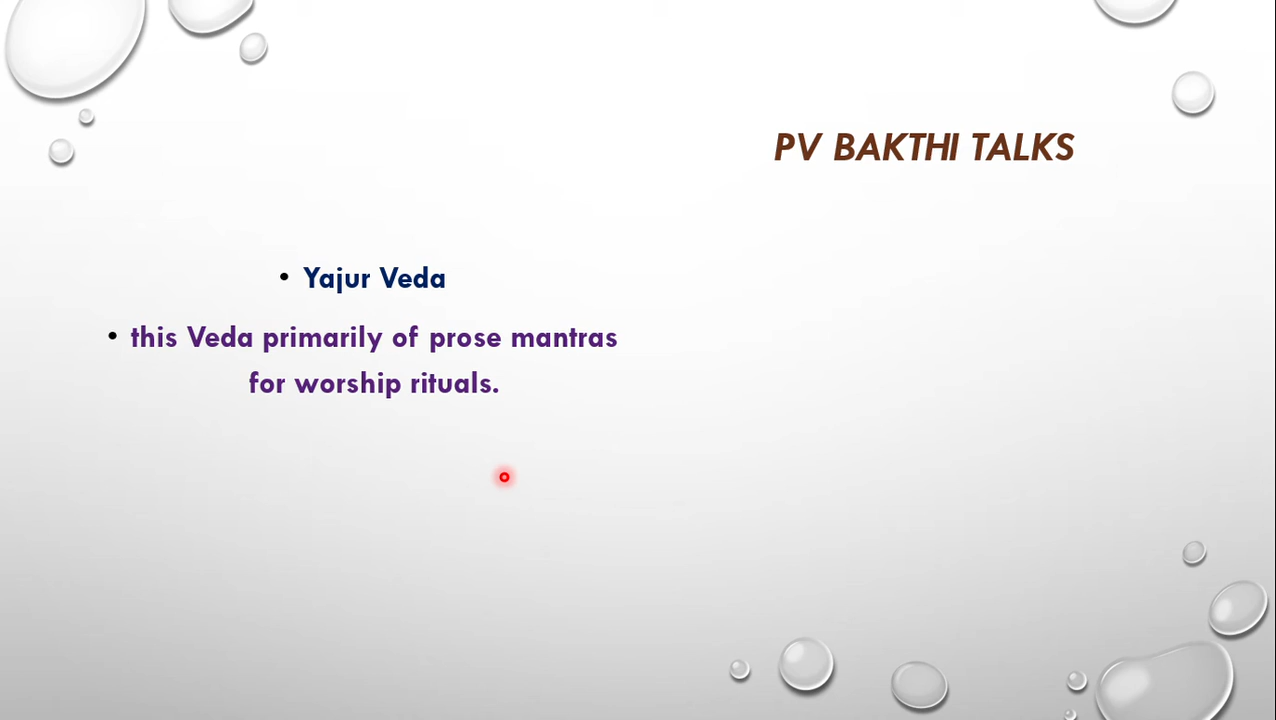 PV BAKTHI TALKS
• Yajur Veda
• this Veda primarily of prose mantras
for worship rituals.